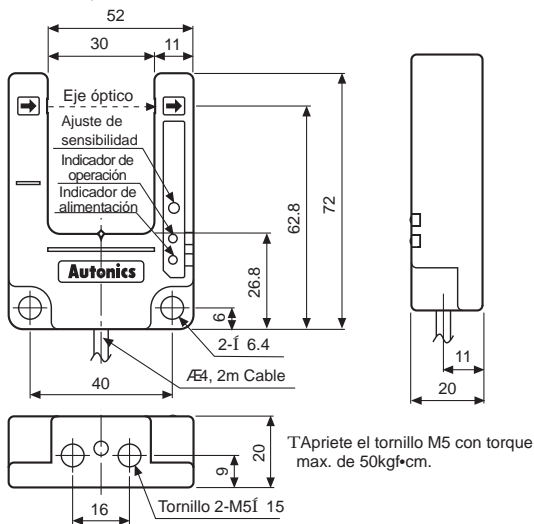 52
30
11
Eje óptico
Ajuste de
sensibilidad
Indicador de
operación
Indicador de
alimentación
Autonics
62.8
72
26.8
6
2-Í 6.4
Æ4, 2m Cable
40
11
20
20
9
16
Tornillo 2-M5Í 15
TApriete el tornillo M5 con torque
max. de 50kgf•cm.